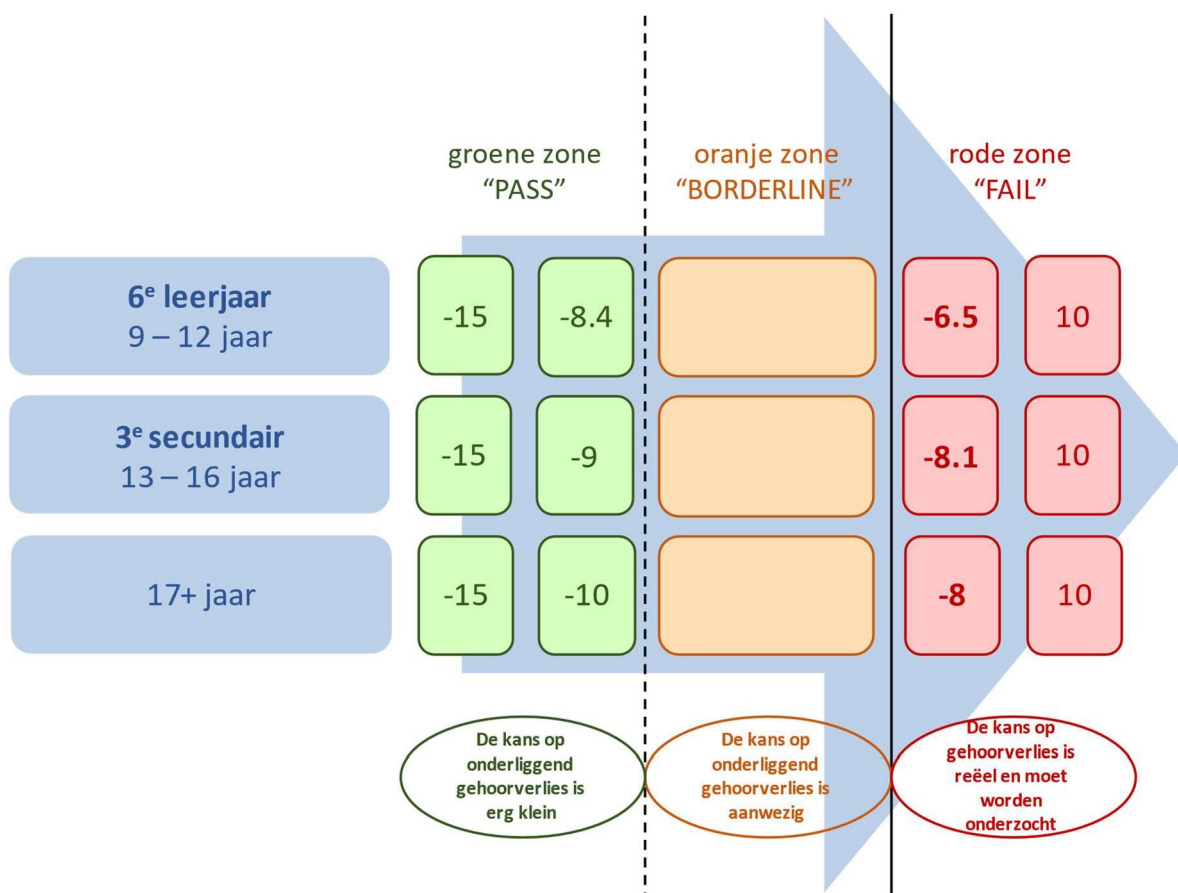 groene zone
“PASS”
oranje zone
“BORDERLINE”
rode zone
“FAIL”
6e leerjaar
9 – 12 jaar
-15
-8.4
-6.5
10
3e secundair
13 – 16 jaar
-15
-9
-8.1
10
17+ jaar
-15
-10
-8
10
De kans op
onderliggend
gehoorverlies is
erg klein
De kans op
onderliggend
gehoorverlies is
aanwezig
De kans op
gehoorverlies is
reëel en moet
worden
onderzocht